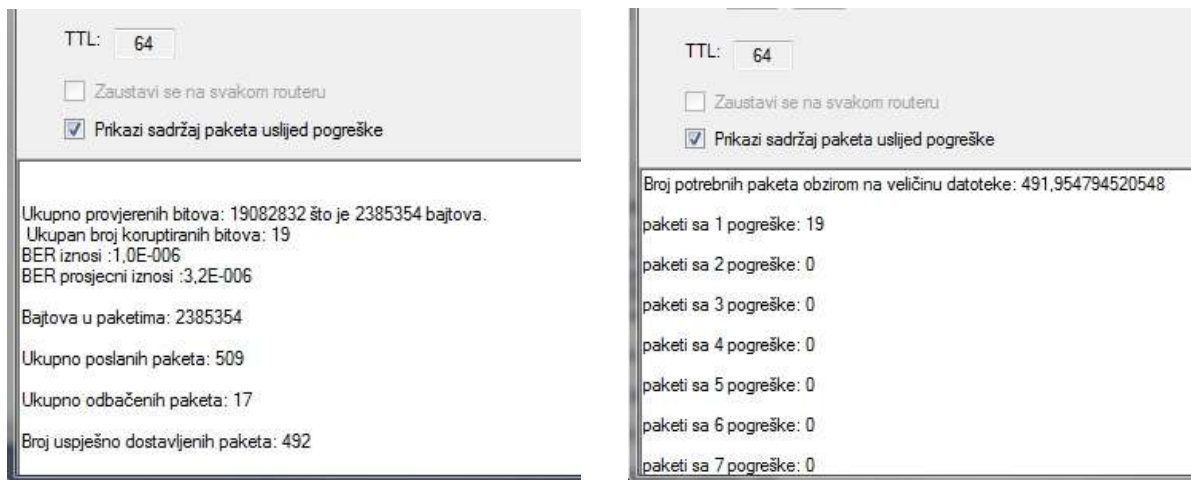 TTL: 64
Zaustavi se na svakom routeru
Prikazi sadržaj paketa uslijed pogreške
Ukupno provjerenih bitova: 19082832 što je 2385354 bajtova.
Ukupan broj koruptiranih bitova: 19
BER iznosi :1,0E-006
BER prosjecni iznosi :3,2E-006
Bajtova u paketima: 2385354
Ukupno poslanih paketa: 509
Ukupno odbačenih paketa: 17
Broj uspješno dostavljenih paketa: 492
TTL: 64
Zaustavi se na svakom routeru
Prikazi sadržaj paketa uslijed pogreške
Broj potrebnih paketa obzirom na veličinu datoteke: 491,954794520548
paketi sa 1 pogreške: 19
paketi sa 2 pogreške: 0
paketi sa 3 pogreške: 0
paketi sa 4 pogreške: 0
paketi sa 5 pogreške: 0
paketi sa 6 pogreške: 0
paketi sa 7 pogreške: 0